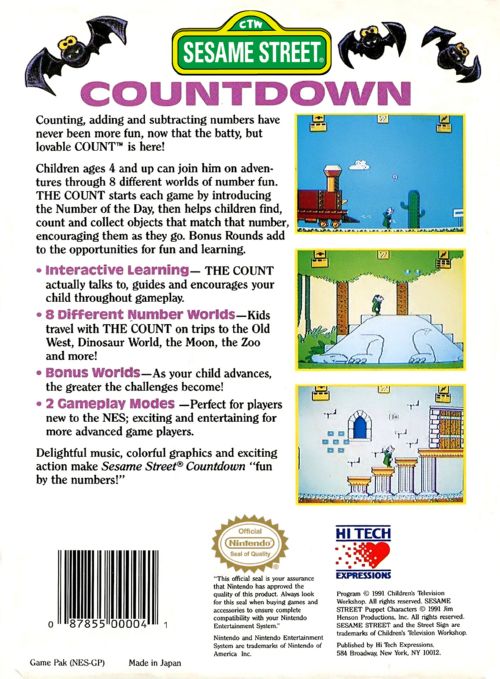 CTW
SESAME STREET®
COUNTDOWN
Counting, adding and subtracting numbers have
never been more fun, now that the batty, but
lovable COUNT™ is here!
Children ages 4 and up can join him on adven-
tures through 8 different worlds of number fun.
THE COUNT starts each game by introducing
the Number of the Day, then helps children find,
count and collect objects that match that number,
encouraging them as they go. Bonus Rounds add
to the opportunities for fun and learning.
• Interactive Learning— THE COUNT
actually talks to, guides and encourages your
child throughout gameplay.
• 8 Different Number Worlds—Kids
travel with THE COUNT on trips to the Old
West, Dinosaur World, the Moon, the Zoo
and more!
• Bonus Worlds—As your child advances,
the greater the challenges become!
• 2 Gameplay Modes —Perfect for players
new to the NES; exciting and entertaining for
more advanced game players.
Delightful music, colorful graphics and exciting
action make Sesame Street® Countdown “fun
by the numbers!”
Official
Nintendo
Seal of Quality
"This official seal is your assurance
that Nintendo has approved the
quality of this product. Always look
for this seal when buying games and
accessories to ensure complete
compatibility with your Nintendo
Entertainment System."
Nintendo and Nintendo Entertainment
System are trademarks of Nintendo of
America Inc.
HI TECH
EXPRESSIONS
Program © 1991 Children's Television
Workshop. All rights reserved. SESAME
STREET Puppet Characters © 1991 Jim
Henson Productions, Inc. All rights reserved.
SESAME STREET and the Street Sign are
trademarks of Children's Television Workshop.
Published by Hi Tech Expressions,
584 Broadway, New York, NY 10012.
0 87855 00004 1
Game Pak (NES-GP) Made in Japan